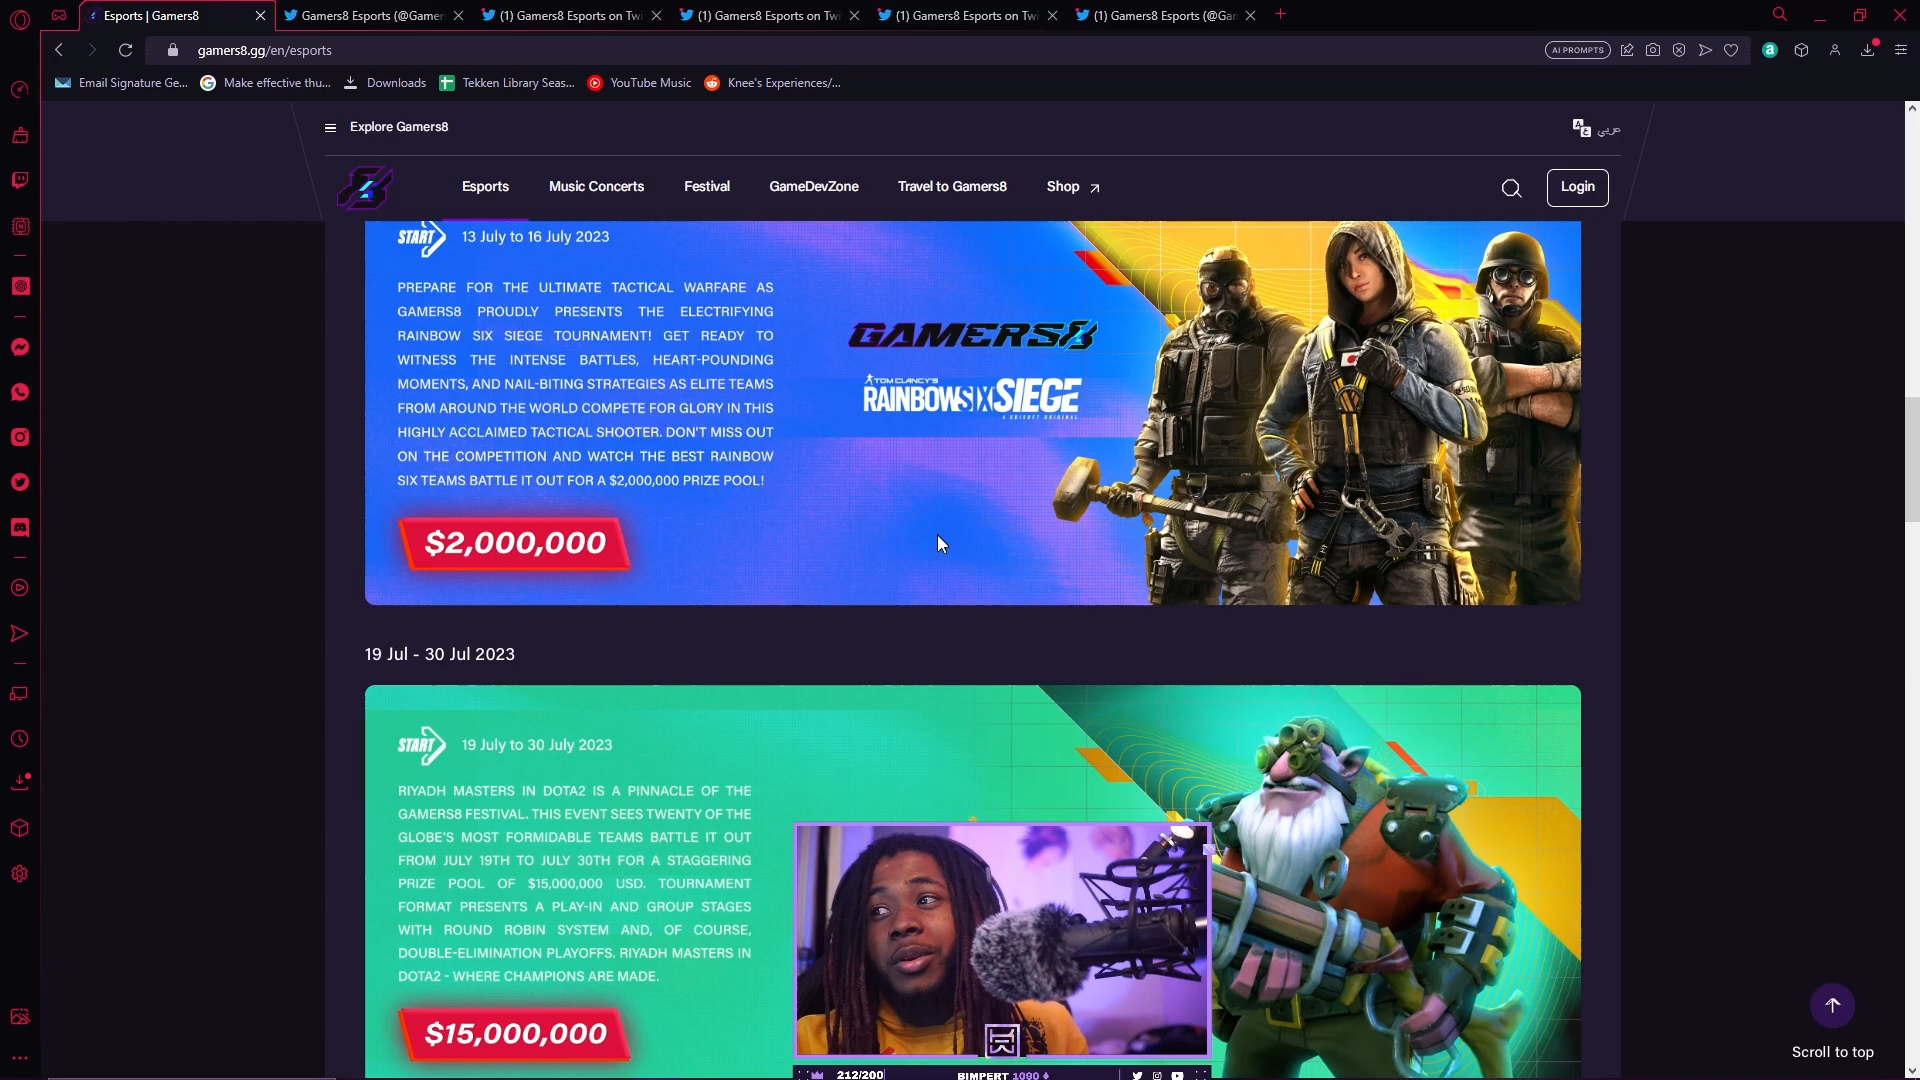 Esports | Gamers8
Gamers8 Esports (@Gamer
(1) Gamers8 Esports on Twi
(1) Gamers8 Esports on Twi
(1) Gamers8 Esports on Twi
(1) Gamers8 Esports (@Gam
gamers8.gg/en/esports
AI PROMPTS
Email Signature Ge...
Make effective thu...
Downloads
Tekken Library Seas...
YouTube Music
Knee's Experiences/...
Explore Gamers8
عربي
Esports
Music Concerts
Festival
GameDevZone
Travel to Gamers8
Shop
Login
START
13 July to 16 July 2023
PREPARE FOR THE ULTIMATE TACTICAL WARFARE AS
GAMERS8 PROUDLY PRESENTS THE ELECTRIFYING
RAINBOW SIX SIEGE TOURNAMENT! GET READY TO
WITNESS THE INTENSE BATTLES, HEART-POUNDING
MOMENTS, AND NAIL-BITING STRATEGIES AS ELITE TEAMS
FROM AROUND THE WORLD COMPETE FOR GLORY IN THIS
HIGHLY ACCLAIMED TACTICAL SHOOTER. DON'T MISS OUT
ON THE COMPETITION AND WATCH THE BEST RAINBOW
SIX TEAMS BATTLE IT OUT FOR A $2,000,000 PRIZE POOL!
$2,000,000
GAMERS8
TOM CLANCY'S
RAINBOWSIX SIEGE
A UBISOFT ORIGINAL
19 Jul - 30 Jul 2023
START
19 July to 30 July 2023
RIYADH MASTERS IN DOTA2 IS A PINNACLE OF THE
GAMERS8 FESTIVAL. THIS EVENT SEES TWENTY OF THE
GLOBE'S MOST FORMIDABLE TEAMS BATTLE IT OUT
FROM JULY 19TH TO JULY 30TH FOR A STAGGERING
PRIZE POOL OF $15,000,000 USD. TOURNAMENT
FORMAT PRESENTS A PLAY-IN AND GROUP STAGES
WITH ROUND ROBIN SYSTEM AND, OF COURSE,
DOUBLE-ELIMINATION PLAYOFFS. RIYADH MASTERS IN
DOTA2 - WHERE CHAMPIONS ARE MADE.
$15,000,000
212/200
BIMPERT 1090
Scroll to top